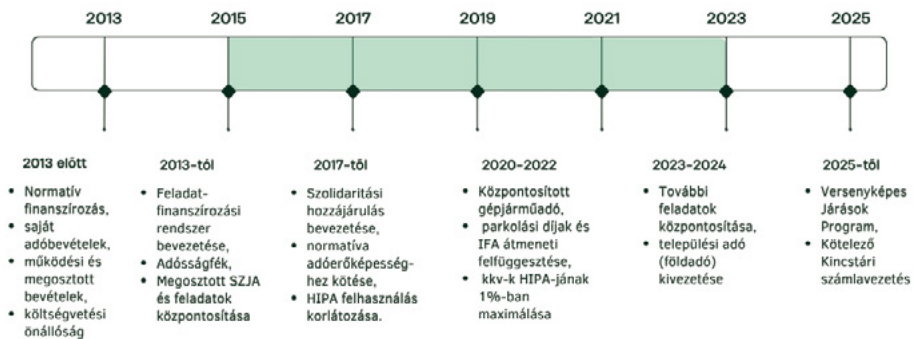 2013 2015 2017 2019 2021 2023 2025
2013 előtt
• Normatív
finanszírozás,
• saját
adóbevételek,
• működési és
megosztott
bevételek,
• költségvetési
önállóság
2013-tól
• Feladat-
finanszírozási
rendszer
bevezetése,
• Adósságfék,
• Megosztott SZJA
és feladatok
központosítása
2017-től
• Szolidaritási
hozzájárulás
bevezetése,
• normatíva
adóerőképesség-
hez kötése,
• HIPA felhasználás
korlátozása.
2020-2022
• Központosított
gépjárműadó,
• parkolási díjak és
IFA átmeneti
felfüggesztése,
• kkv-k HIPA-jának
1%-ban
maximálása
2023-2024
• További
feladatok
központosítása,
• települési adó
(földadó)
kivezetése
2025-től
• Versenyképes
Járások
Program,
• Kötelező
Kincstári
számlavezetés